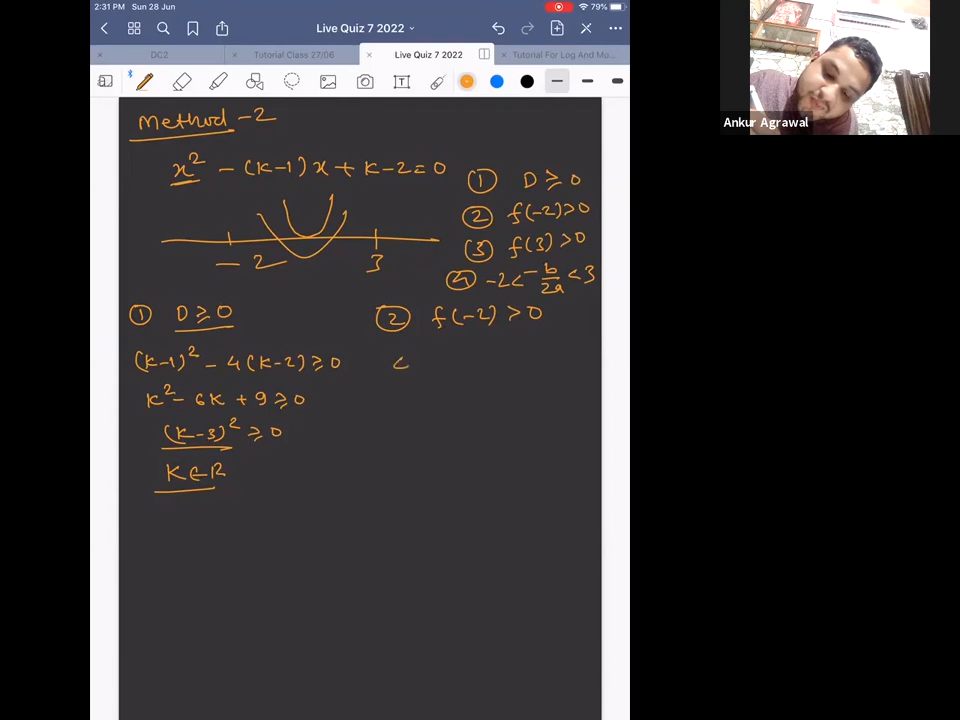 2:31 PM Sun 28 Jun
79%
Live Quiz 7 2022
DC2
Tutorial Class 27/06
Live Quiz 7 2022
Tutorial For Log And Mo...
Ankur Agrawal
Method - 2
x² - (k-1)x + k-2 = 0
-2 3
① D ≥ 0
② f(-2) > 0
③ f(3) > 0
④ -2 < -b/2a < 3
① D ≥ 0
(k-1)² - 4(k-2) ≥ 0
k² - 6k + 9 ≥ 0
(k-3)² ≥ 0
K ∈ R
② f(-2) > 0